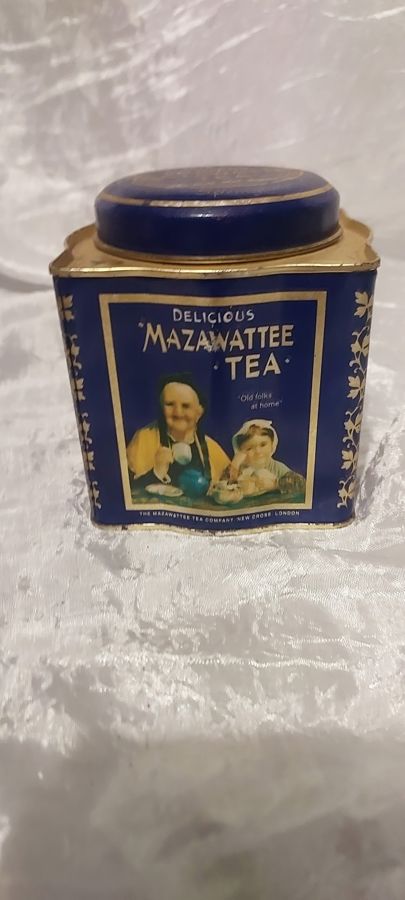 DELICIOUS
MAZAWATTEE
·TEA·
"Old folks
at home"
THE MAZAWATTEE TEA COMPANY NEW CROSS, LONDON